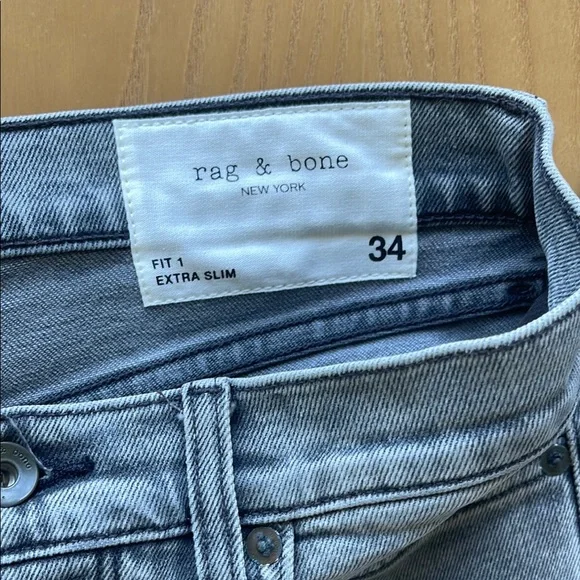 rag & bone
NEW YORK
FIT 1
34
EXTRA SLIM